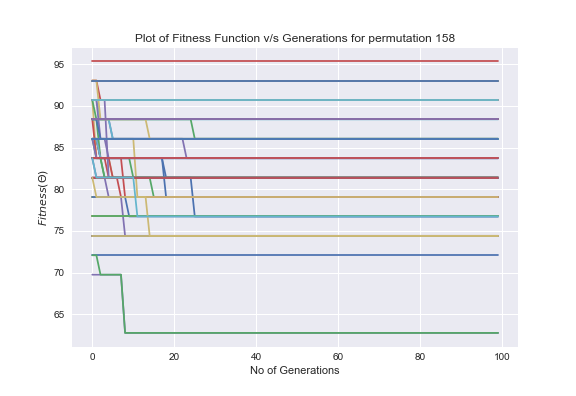 Plot of Fitness Function v/s Generations for permutation 158
95
90
85
80
75
70
65
Fitness(Θ)
0 20 40 60 80 100
No of Generations